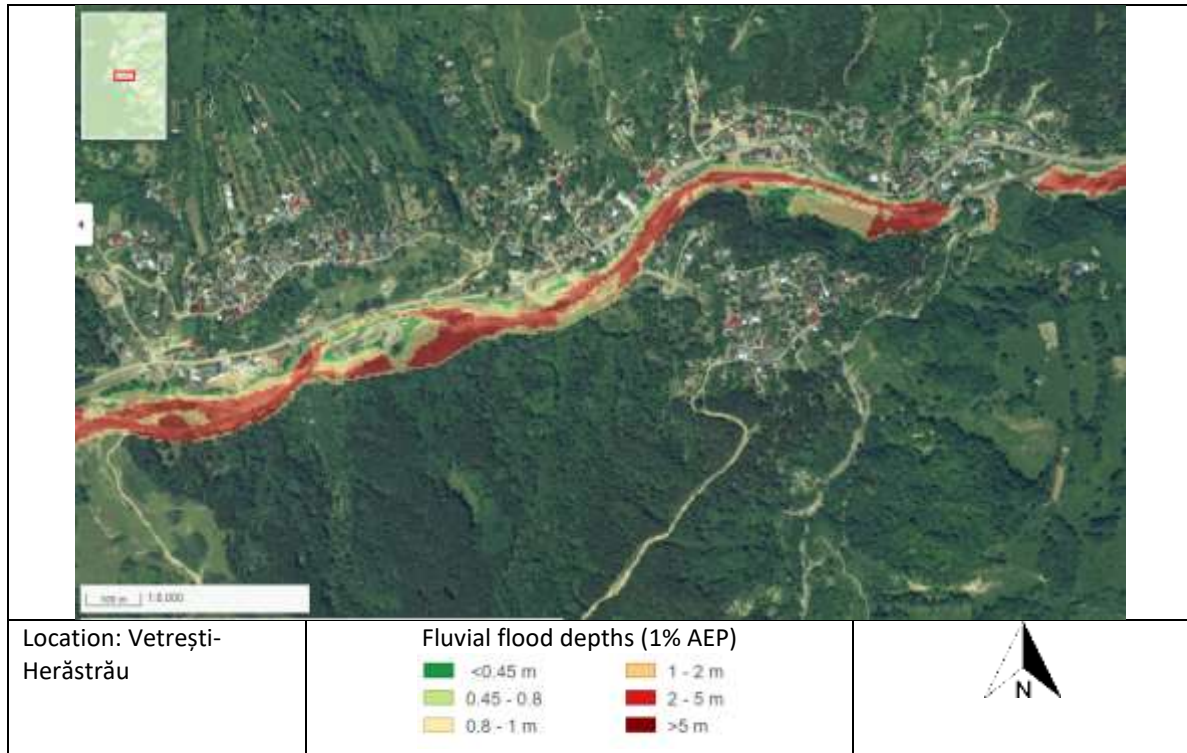 Location: Vetrești-
Herăstrău
Fluvial flood depths (1% AEP)
<0.45 m
0.45 - 0.8
0.8 - 1 m
1 - 2 m
2 - 5 m
>5 m
N